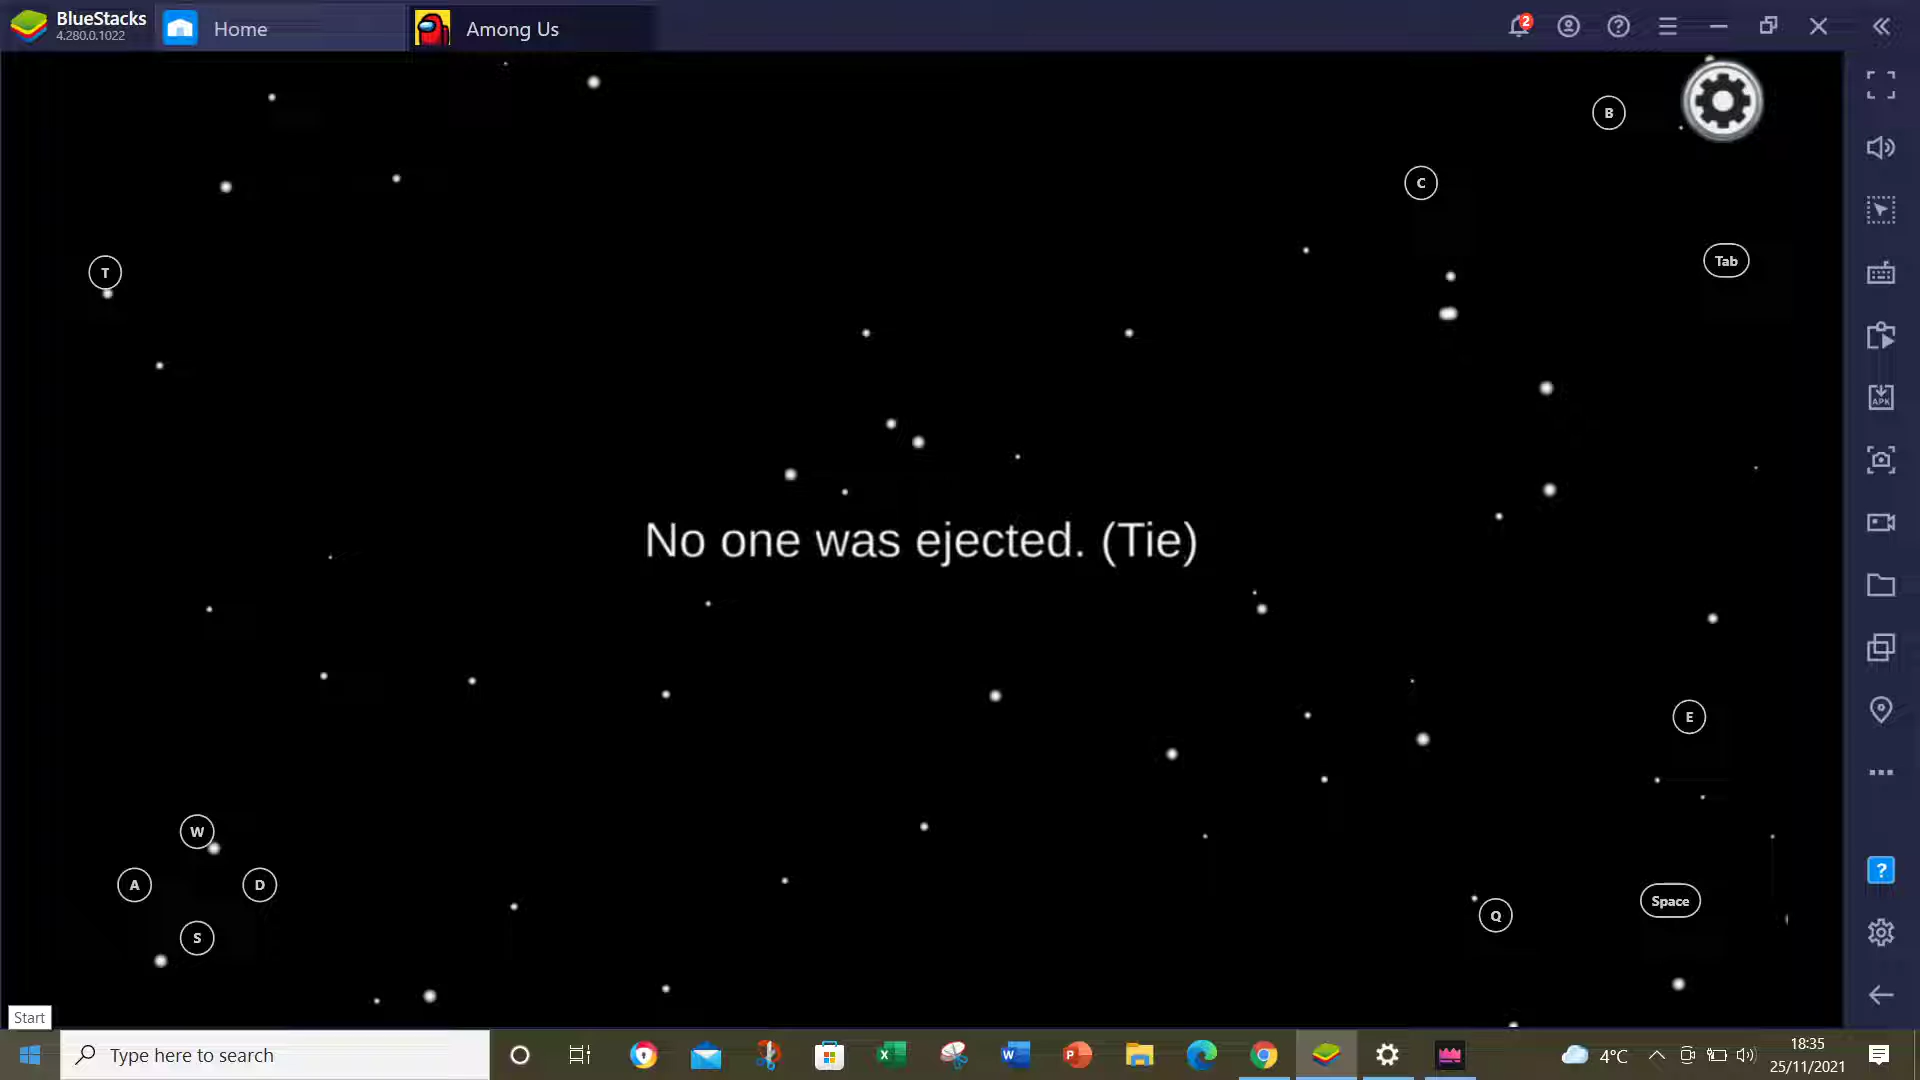 BlueStacks
4.280.0.1022
Home
Among Us
2
B
C
T
Tab
APK
No one was ejected. (Tie)
E
W
A
D
S
Q
Space
?
Start
Type here to search
4°C
18:35
25/11/2021